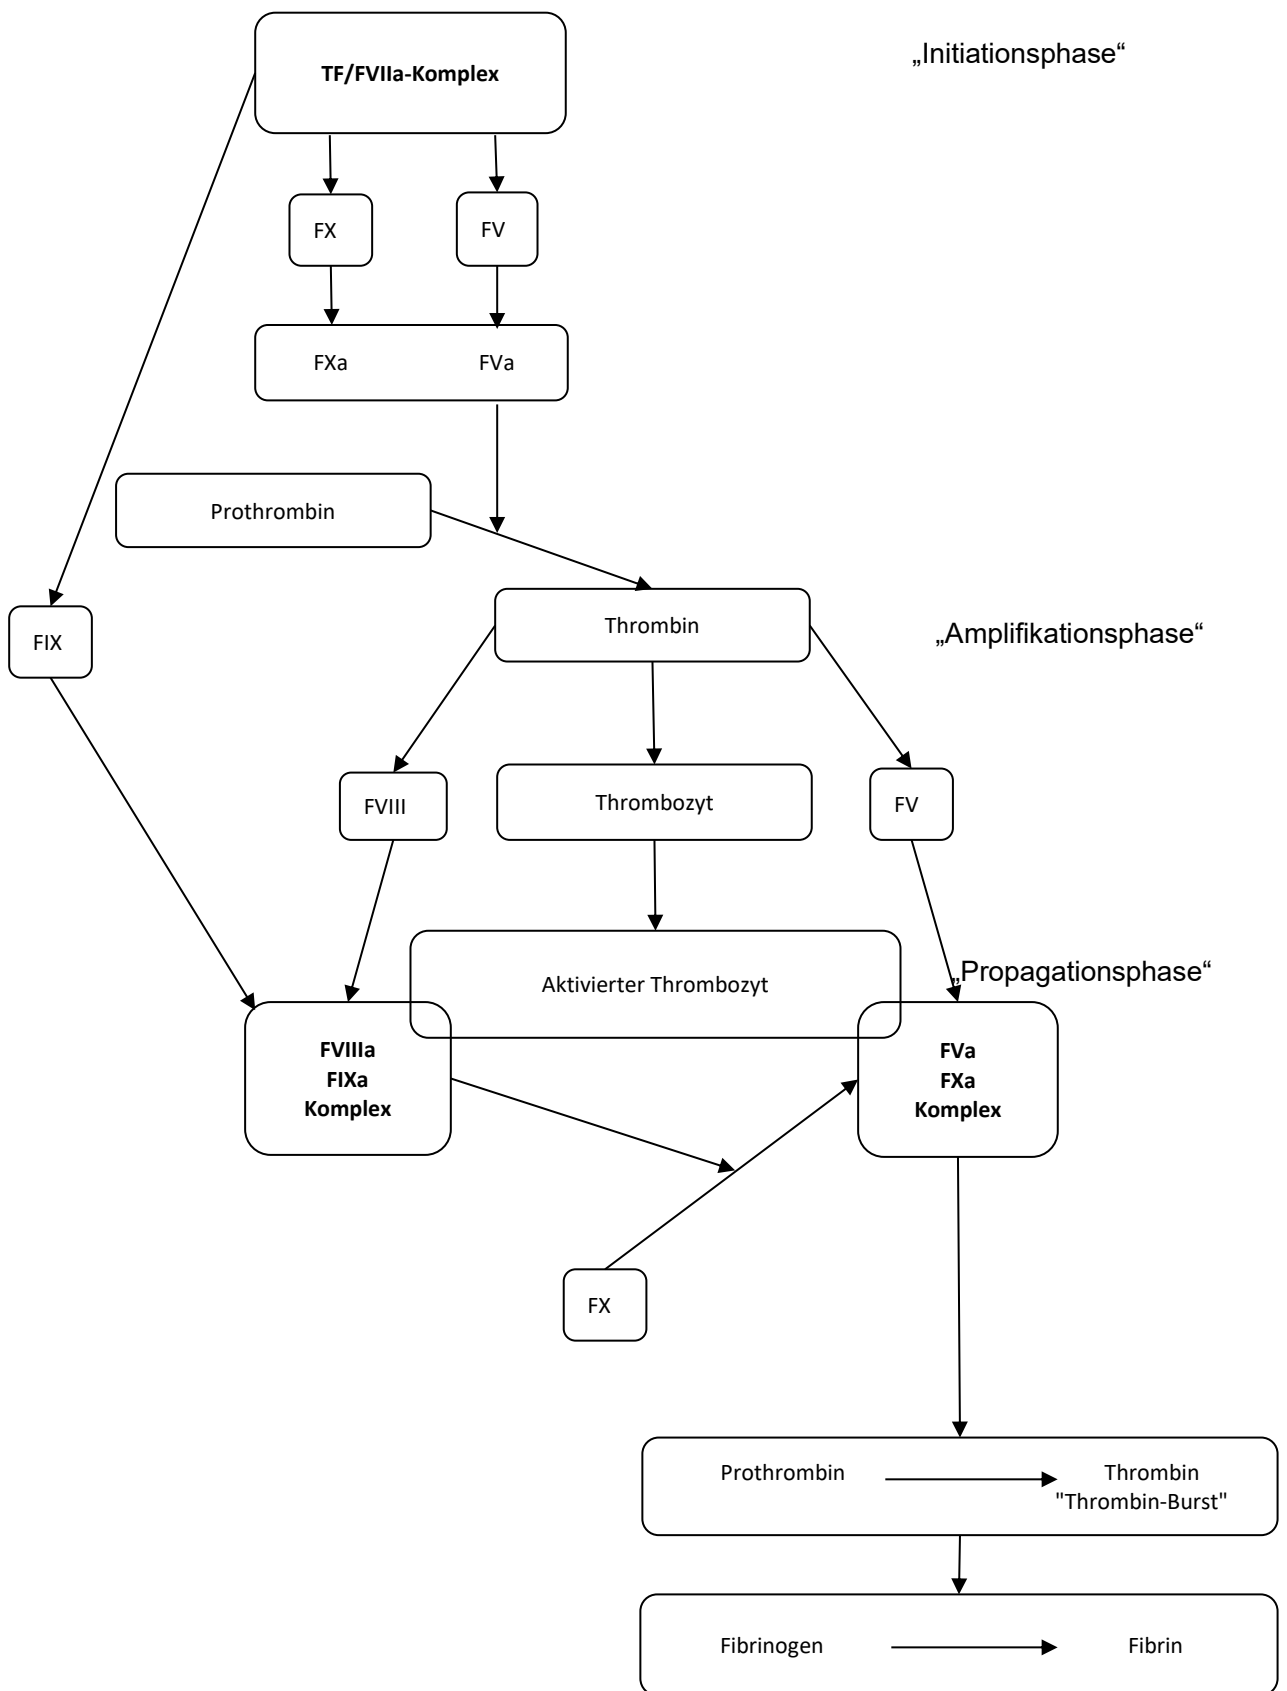 „Initiationsphase“
TF/FVIIa-Komplex
FX
FV
FXa
FVa
Prothrombin
Thrombin
FIX
„Amplifikationsphase“
FVIII
Thrombozyt
FV
„Propagationsphase“
Aktivierter Thrombozyt
FVIIIa
FIXa
Komplex
FVa
FXa
Komplex
FX
Prothrombin
Thrombin
"Thrombin-Burst"
Fibrinogen
Fibrin